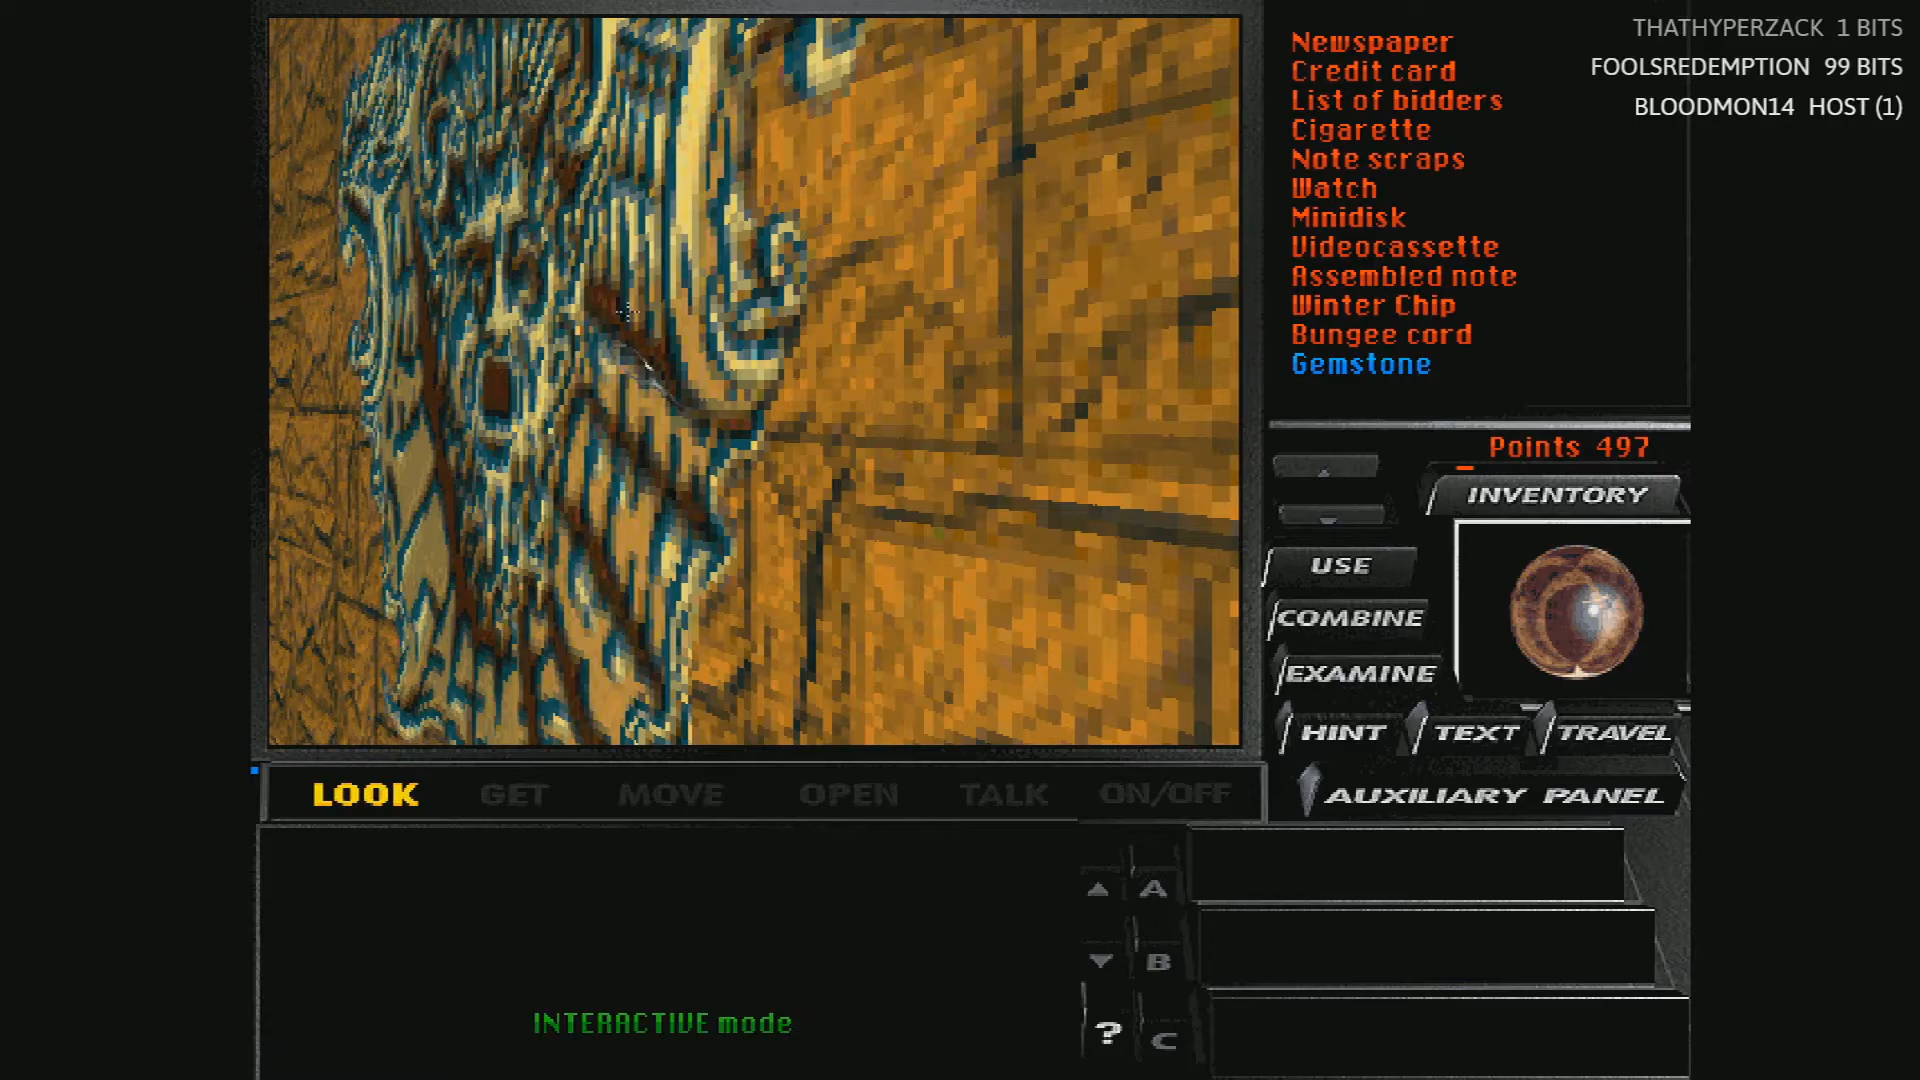 Newspaper
Credit card
List of bidders
Cigarette
Note scraps
Watch
Minidisk
Videocassette
Assembled note
Winter Chip
Bungee cord
Gemstone
THATHYPERZACK 1 BITS
FOOLSREDEMPTION 99 BITS
BLOODMON14 HOST (1)
Points 497
INVENTORY
USE
COMBINE
EXAMINE
HINT TEXT TRAVEL
LOOK GET MOVE OPEN TALK ON/OFF
AUXILIARY PANEL
A
B
? C
INTERACTIVE mode